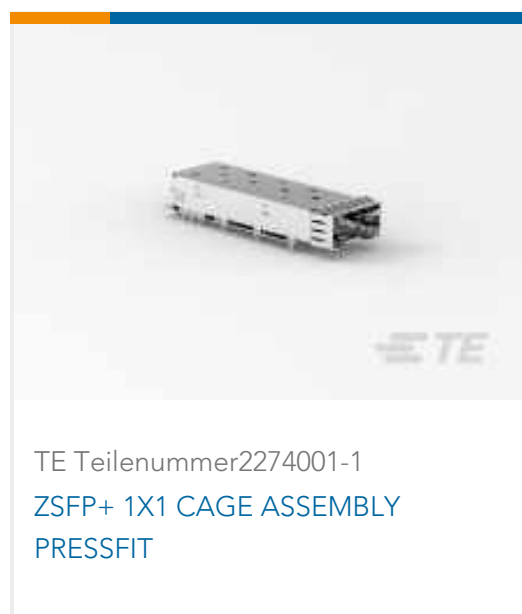 TE
TE Teilenummer2274001-1
ZSFP+ 1X1 CAGE ASSEMBLY
PRESSFIT